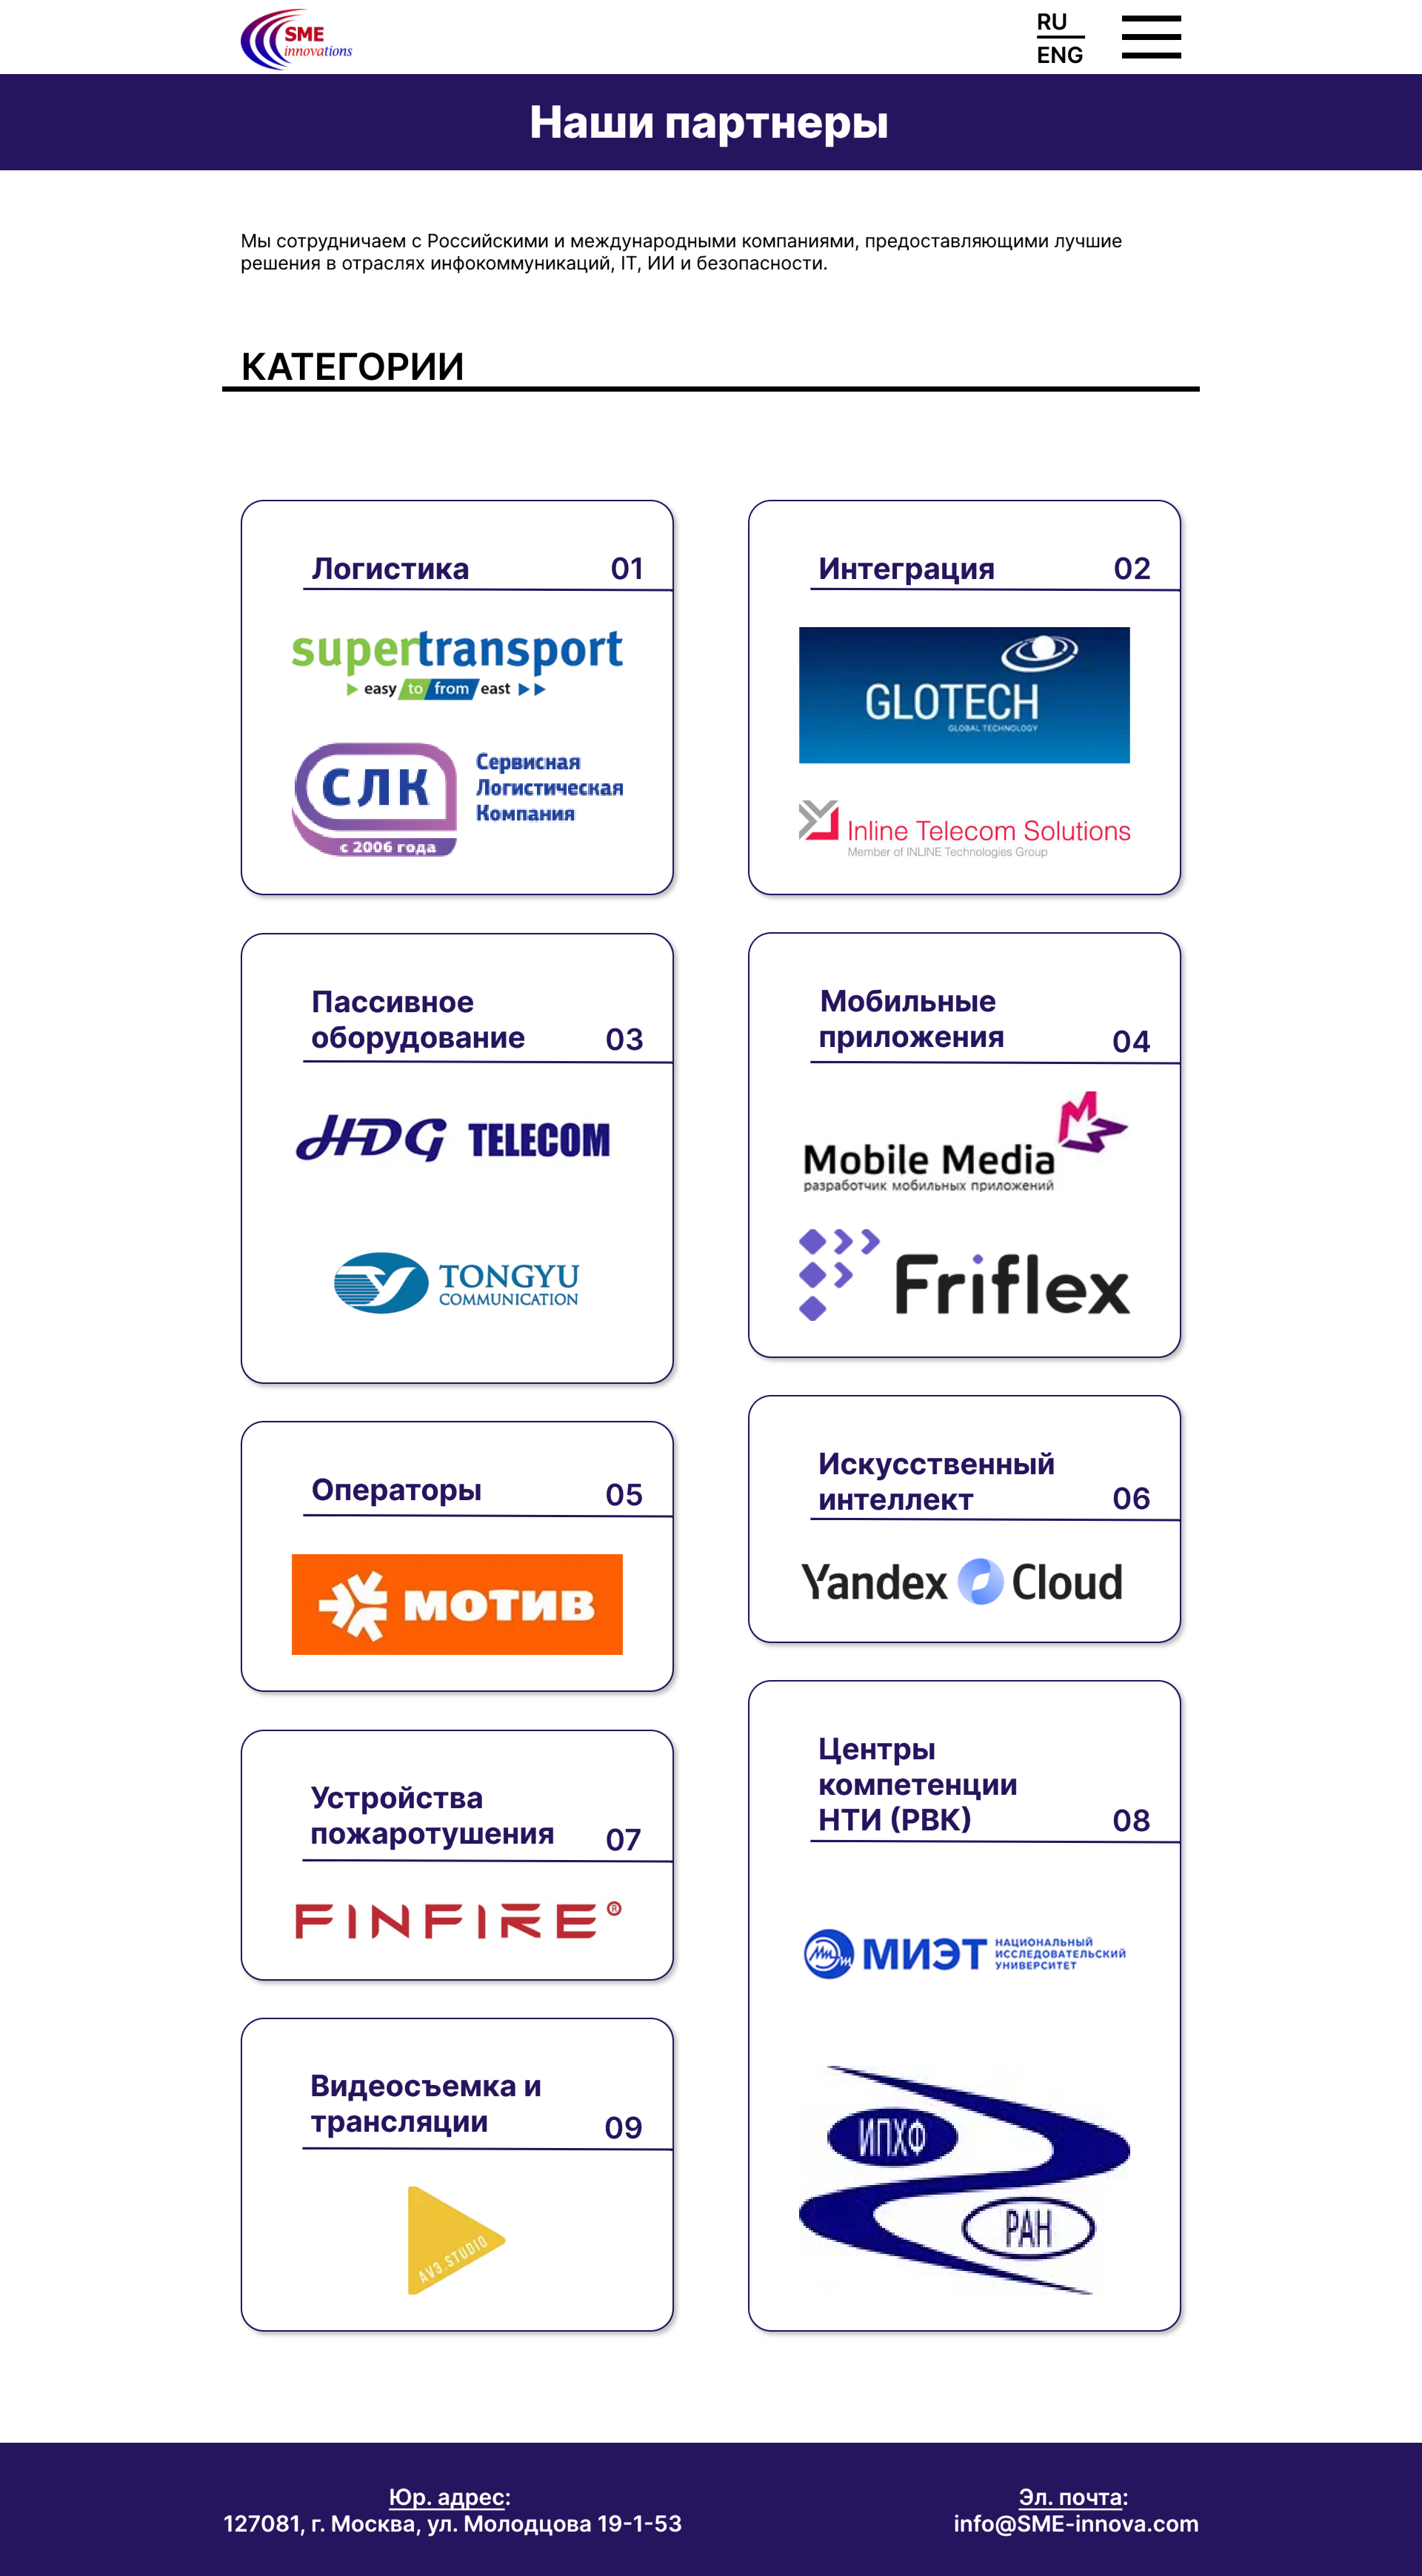 SME
innovations
RU
ENG
Наши партнеры
Мы сотрудничаем с Российскими и международными компаниями, предоставляющими лучшие
решения в отраслях инфокоммуникаций, IT, ИИ и безопасности.
КАТЕГОРИИ
Логистика 01
supertransport
easy to from east
СЛК
с 2006 года
Сервисная
Логистическая
Компания
Интеграция 02
GLOTECH
GLOBAL TECHNOLOGY
Inline Telecom Solutions
Member of INLINE Technologies Group
Пассивное
оборудование 03
HDG TELECOM
TONGYU
COMMUNICATION
Мобильные
приложения 04
Mobile Media
разработчик мобильных приложений
Friflex
Операторы 05
МОТИВ
Искусственный
интеллект 06
Yandex Cloud
Устройства
пожаротушения 07
FINFIRE ®
Центры
компетенции
НТИ (РВК) 08
МИЭТ
НАЦИОНАЛЬНЫЙ
ИССЛЕДОВАТЕЛЬСКИЙ
УНИВЕРСИТЕТ
ИПХФ
РАН
Видеосъемка и
трансляции 09
AV3.STUDIO
Юр. адрес:
127081, г. Москва, ул. Молодцова 19-1-53
Эл. почта:
info@SME-innova.com